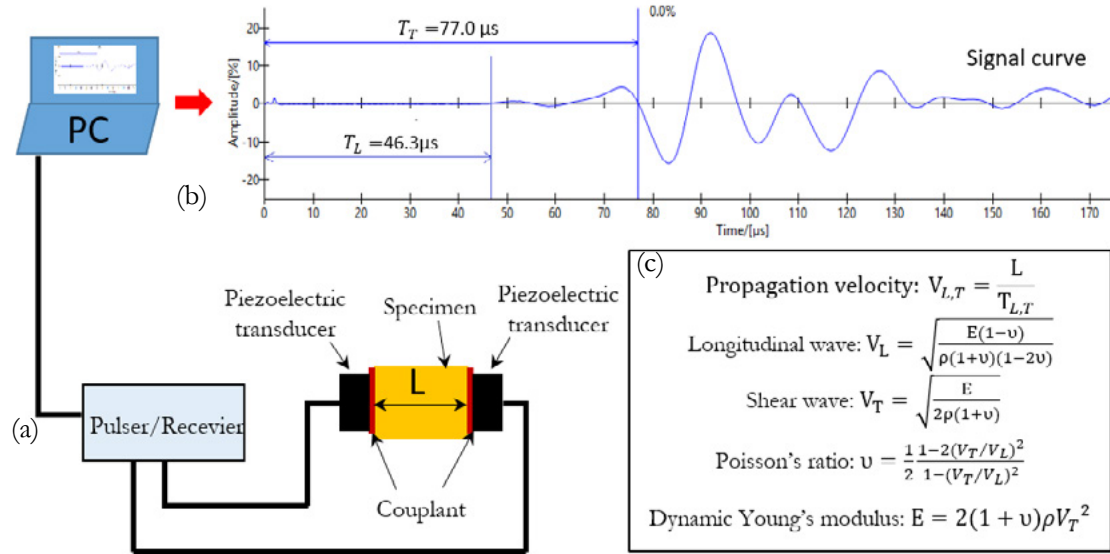 0.0%
T_T =77.0 µs
20
10
0
-10
-20
Amplitude/[%]
Signal curve
T_L =46.3µs
PC
(b)
0 10 20 30 40 50 60 70 80 90 100 110 120 130 140 150 160 170
Time/[µs]
(c)
Propagation velocity: V_{L,T} = L / T_{L,T}
Longitudinal wave: V_L = √(E(1−υ) / ρ(1+υ)(1−2υ))
Shear wave: V_T = √(E / 2ρ(1+υ))
Poisson's ratio: υ = 1/2 (1−2(V_T/V_L)²) / (1−(V_T/V_L)²)
Dynamic Young's modulus: E = 2(1 + υ)ρV_T²
Piezoelectric
transducer
Specimen
Piezoelectric
transducer
L
(a)
Pulser/Recevier
Couplant